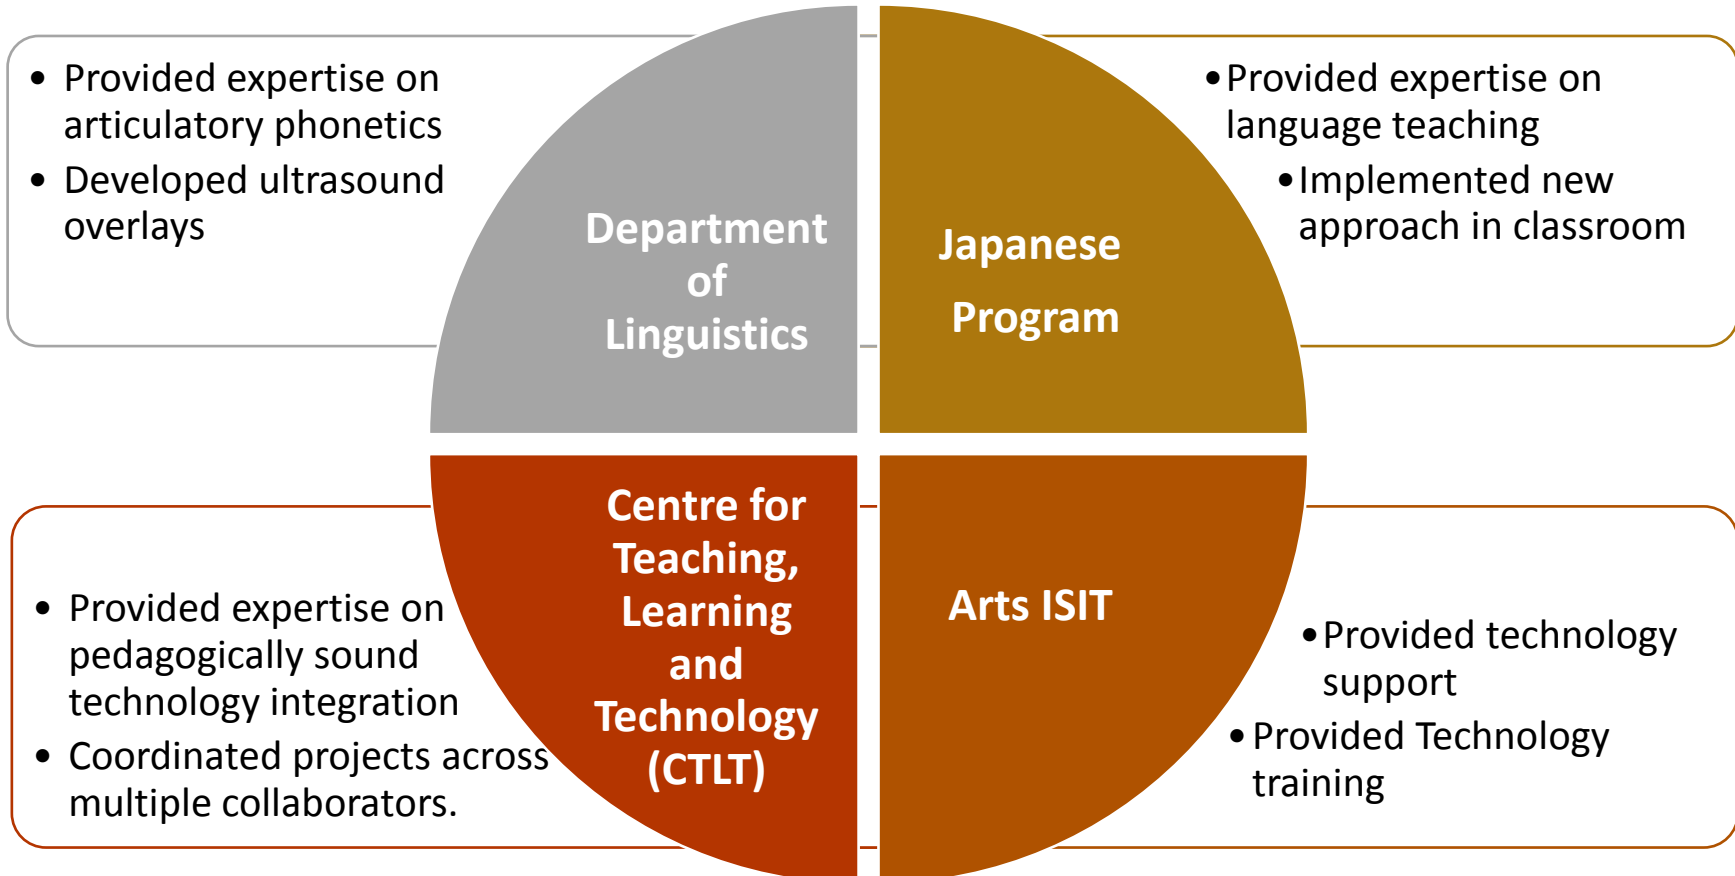 • Provided expertise on
articulatory phonetics
• Developed ultrasound
overlays
Department
of
Linguistics
Japanese
Program
•Provided expertise on
language teaching
•Implemented new
approach in classroom
• Provided expertise on
pedagogically sound
technology integration
• Coordinated projects across
multiple collaborators.
Centre for
Teaching,
Learning
and
Technology
(CTLT)
Arts ISIT
•Provided technology
support
•Provided Technology
training